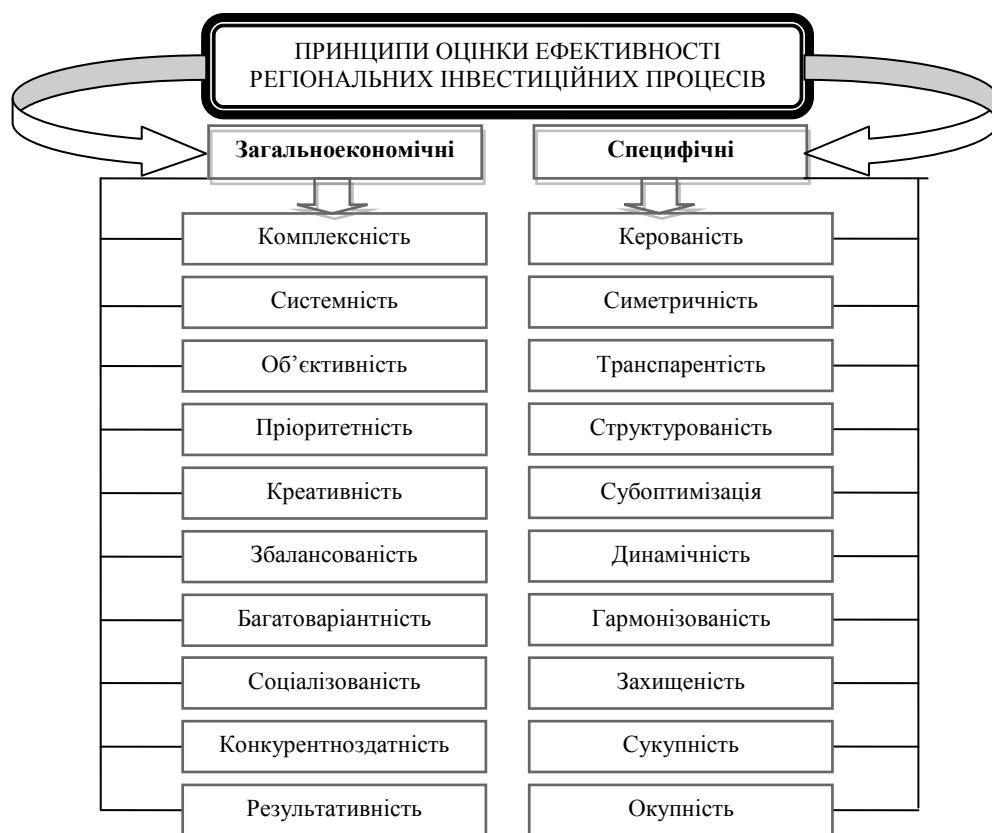 ПРИНЦИПИ ОЦІНКИ ЕФЕКТИВНОСТІ
РЕГІОНАЛЬНИХ ІНВЕСТИЦІЙНИХ ПРОЦЕСІВ
Загальноекономічні
Комплексність
Системність
Об’єктивність
Пріоритетність
Креативність
Збалансованість
Багатоваріантність
Соціалізованість
Конкурентноздатність
Результативність
Специфічні
Керованість
Симетричність
Транспарентість
Структурованість
Субоптимізація
Динамічність
Гармонізованість
Захищеність
Сукупність
Окупність